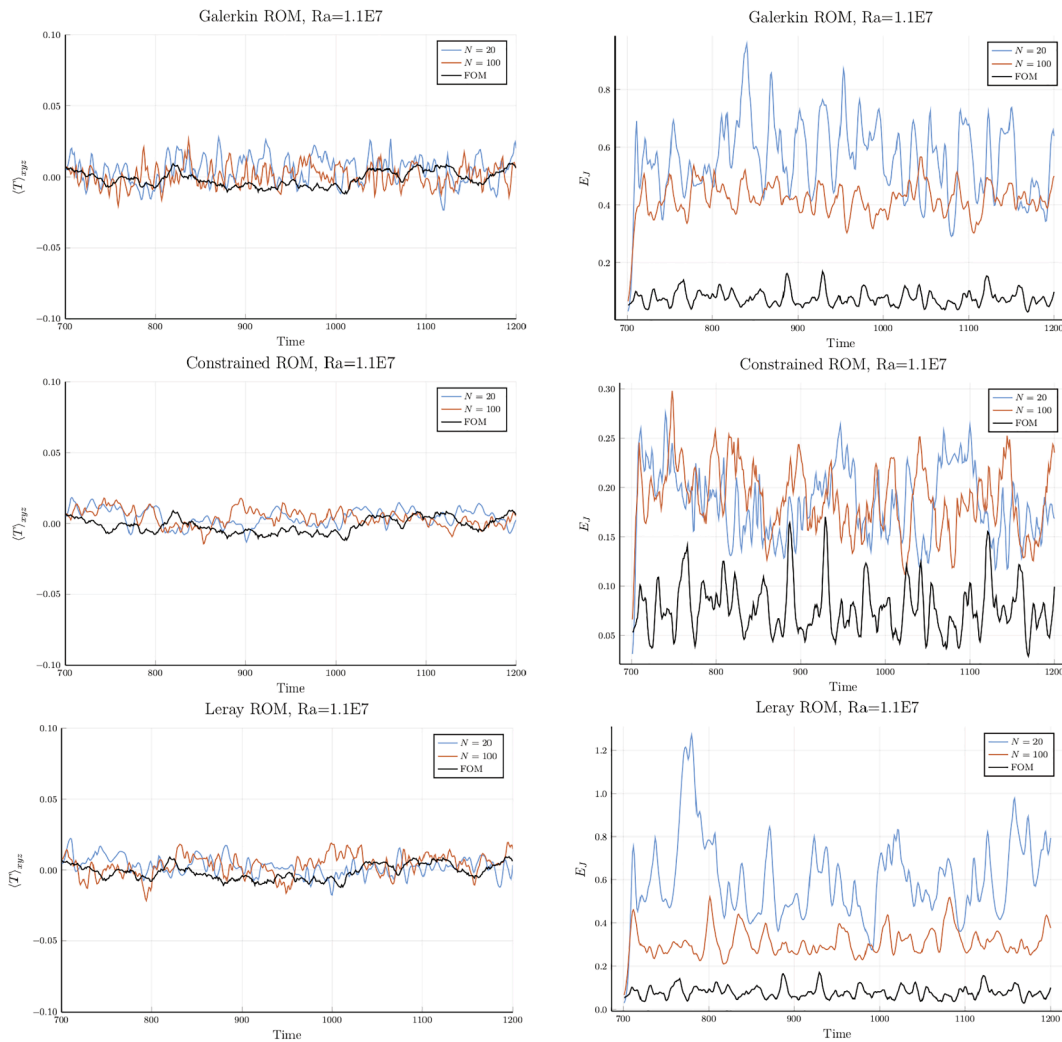 Galerkin ROM, Ra=1.1E7
0.10
0.05
0.00
−0.05
−0.10
⟨T⟩xyz
N = 20
N = 100
FOM
700 800 900 1000 1100 1200
Time
Galerkin ROM, Ra=1.1E7
0.8
0.6
0.4
0.2
E_J
N = 20
N = 100
FOM
700 800 900 1000 1100 1200
Time
Constrained ROM, Ra=1.1E7
0.10
0.05
0.00
−0.05
−0.10
⟨T⟩xyz
N = 20
N = 100
FOM
700 800 900 1000 1100 1200
Time
Constrained ROM, Ra=1.1E7
0.30
0.25
0.20
0.15
0.10
0.05
E_J
N = 20
N = 100
FOM
700 800 900 1000 1100 1200
Time
Leray ROM, Ra=1.1E7
0.10
0.05
0.00
−0.05
−0.10
⟨T⟩xyz
N = 20
N = 100
FOM
700 800 900 1000 1100 1200
Time
Leray ROM, Ra=1.1E7
1.2
1.0
0.8
0.6
0.4
0.2
0.0
E_J
N = 20
N = 100
FOM
700 800 900 1000 1100 1200
Time